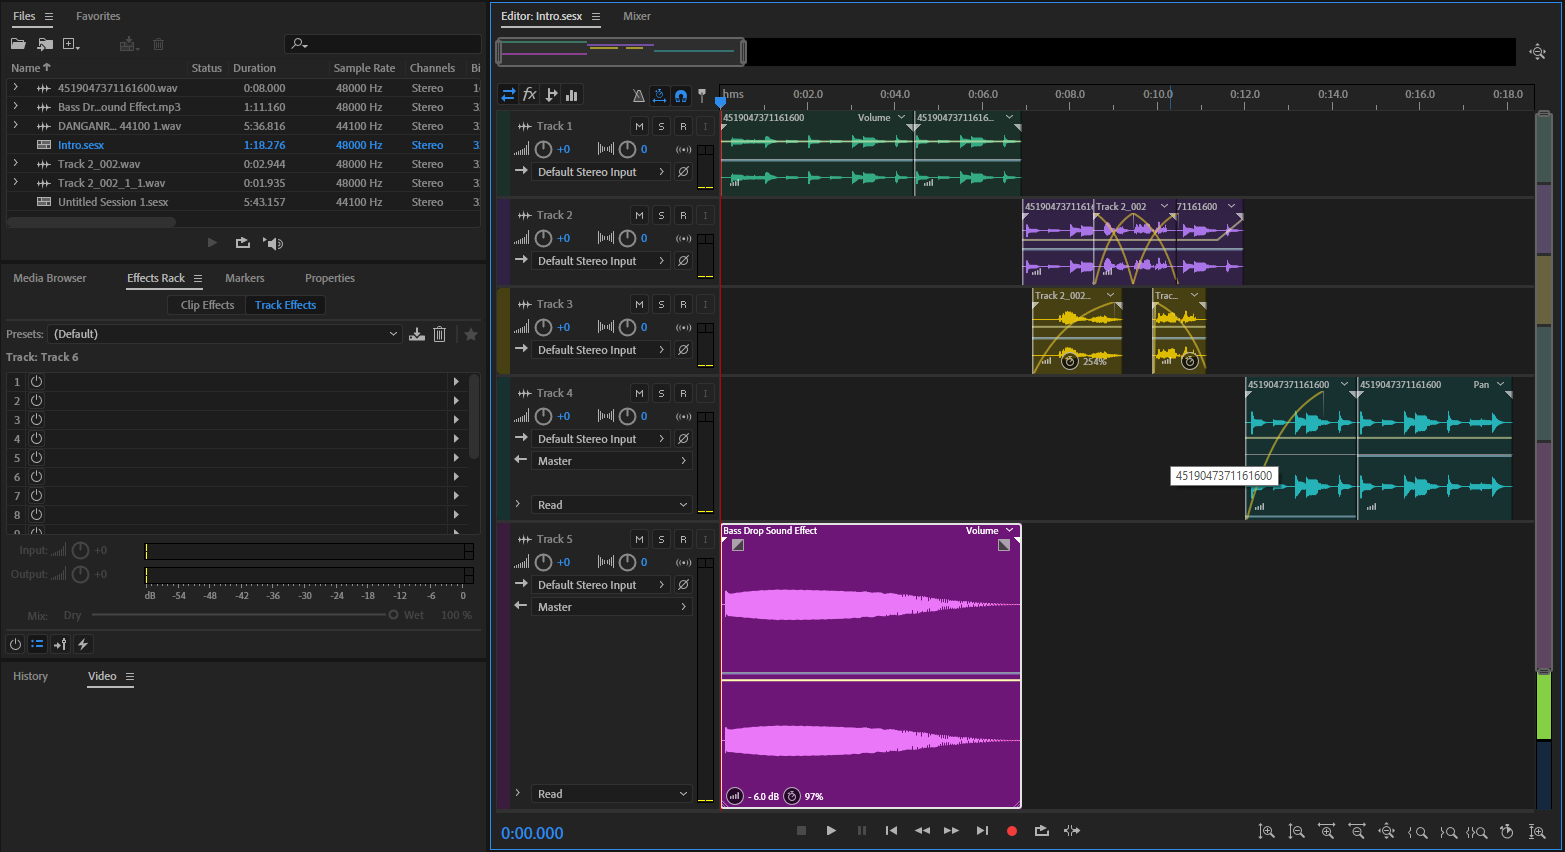 Files
Favorites
Name Status Duration Sample Rate Channels Bi
4519047371161600.wav 0:08.000 48000 Hz Stereo
Bass Dr...ound Effect.mp3 1:11.160 48000 Hz Stereo 3
DANGANR... 44100 1.wav 5:36.816 44100 Hz Stereo 3
Intro.sesx 1:18.276 48000 Hz Stereo 3
Track 2_002.wav 0:02.944 48000 Hz Stereo 3
Track 2_002_1_1.wav 0:01.935 48000 Hz Stereo 3
Untitled Session 1.sesx 5:43.157 44100 Hz Stereo 3
Media Browser Effects Rack Markers Properties
Clip Effects Track Effects
Presets: (Default)
Track: Track 6
1
2
3
4
5
6
7
8
Input: +0
Output: +0
dB -54 -48 -42 -36 -30 -24 -18 -12 -6 0
Mix: Dry Wet 100 %
History Video
Editor: Intro.sesx Mixer
fx
hms 0:02.0 0:04.0 0:06.0 0:08.0 0:10.0 0:12.0 0:14.0 0:16.0 0:18.0
Track 1 M S R I
+0 0
Default Stereo Input
4519047371161600 Volume
45190473711616...
Track 2 M S R I
+0 0
Default Stereo Input
Track 2_002
71161600
Track 3 M S R I
+0 0
Default Stereo Input
Track 2_002...
254%
Trac...
Track 4 M S R I
+0 0
Default Stereo Input
Master
Read
4519047371161600
4519047371161600 Pan
4519047371161600
Track 5 M S R I
+0 0
Default Stereo Input
Master
Read
Bass Drop Sound Effect Volume
- 6.0 dB 97%
0:00.000